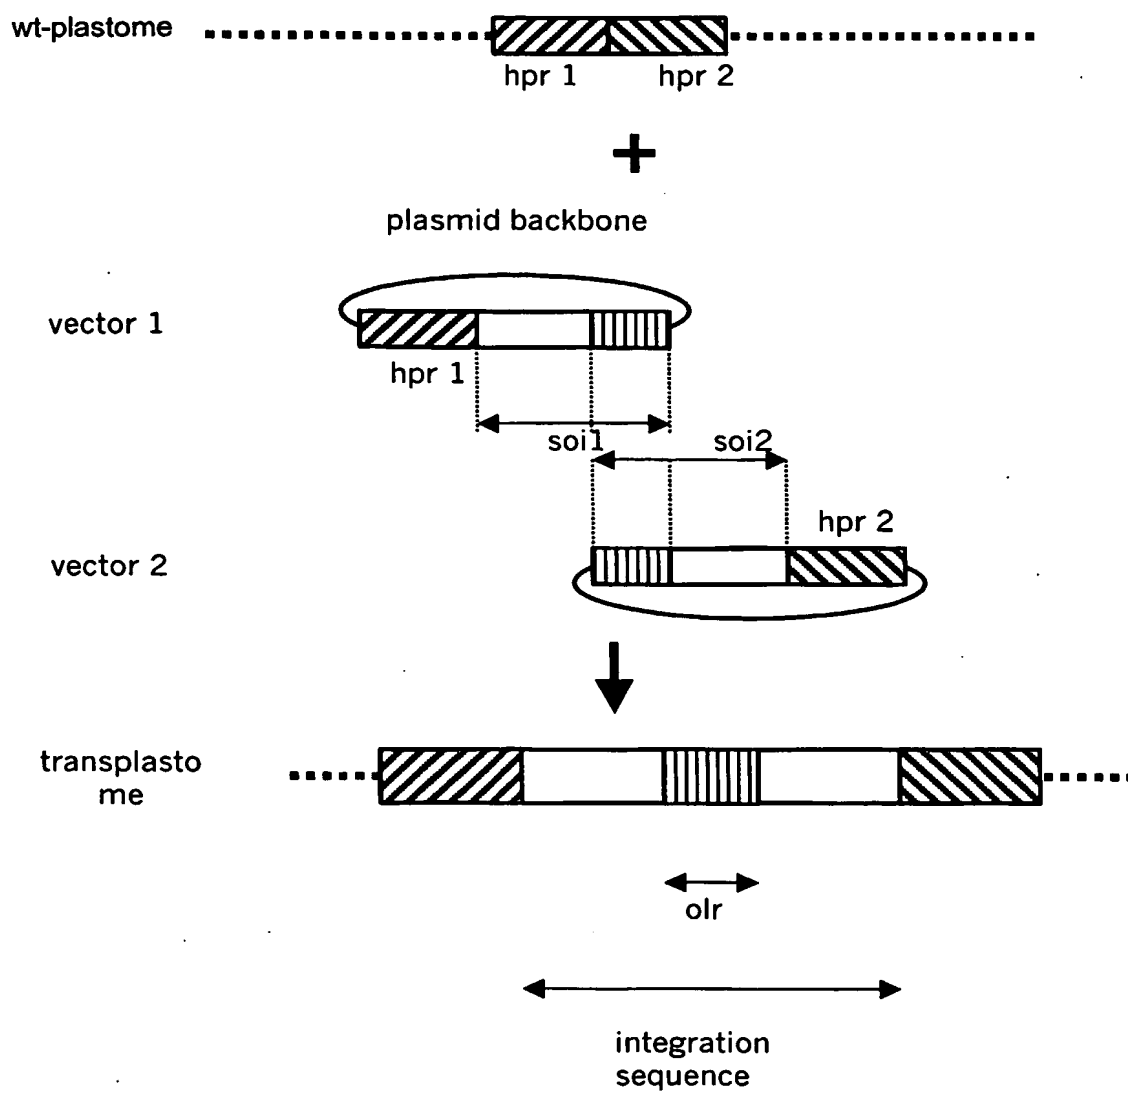 wt-plastome
hpr 1
hpr 2
+
plasmid backbone
vector 1
hpr 1
soi1
soi2
hpr 2
vector 2
transplasto
me
olr
integration
sequence